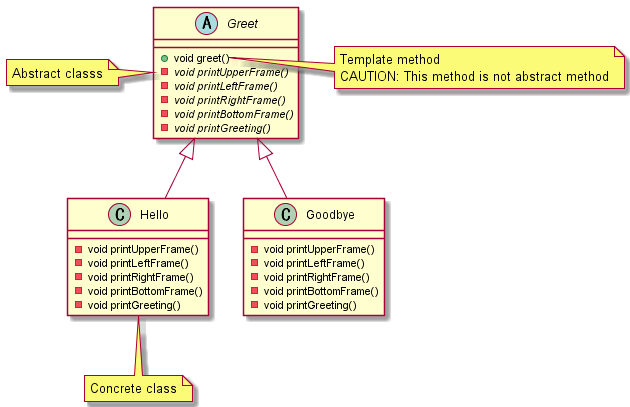 A Greet
void greet()
void printUpperFrame()
void printLeftFrame()
void printRightFrame()
void printBottomFrame()
void printGreeting()
Abstract classs
Template method
CAUTION: This method is not abstract method
C Hello
void printUpperFrame()
void printLeftFrame()
void printRightFrame()
void printBottomFrame()
void printGreeting()
C Goodbye
void printUpperFrame()
void printLeftFrame()
void printRightFrame()
void printBottomFrame()
void printGreeting()
Concrete class